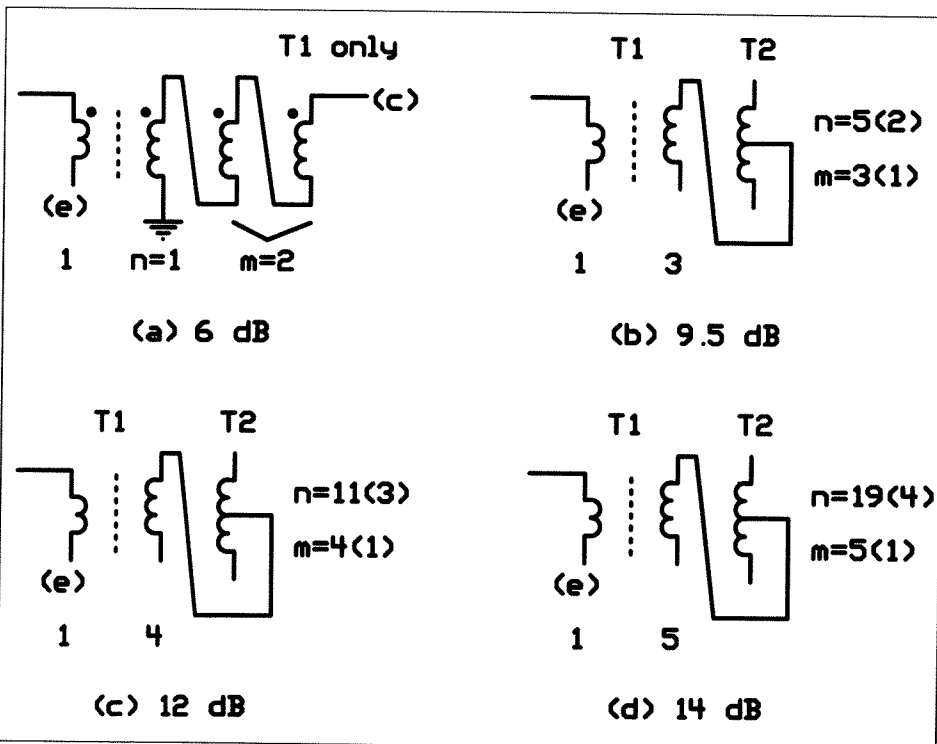 T1 only
(c)
(e)
1 n=1 m=2
(a) 6 dB
T1 T2
n=5(2)
m=3(1)
(e)
1 3
(b) 9.5 dB
T1 T2
n=11(3)
m=4(1)
(e)
1 4
(c) 12 dB
T1 T2
n=19(4)
m=5(1)
(e)
1 5
(d) 14 dB